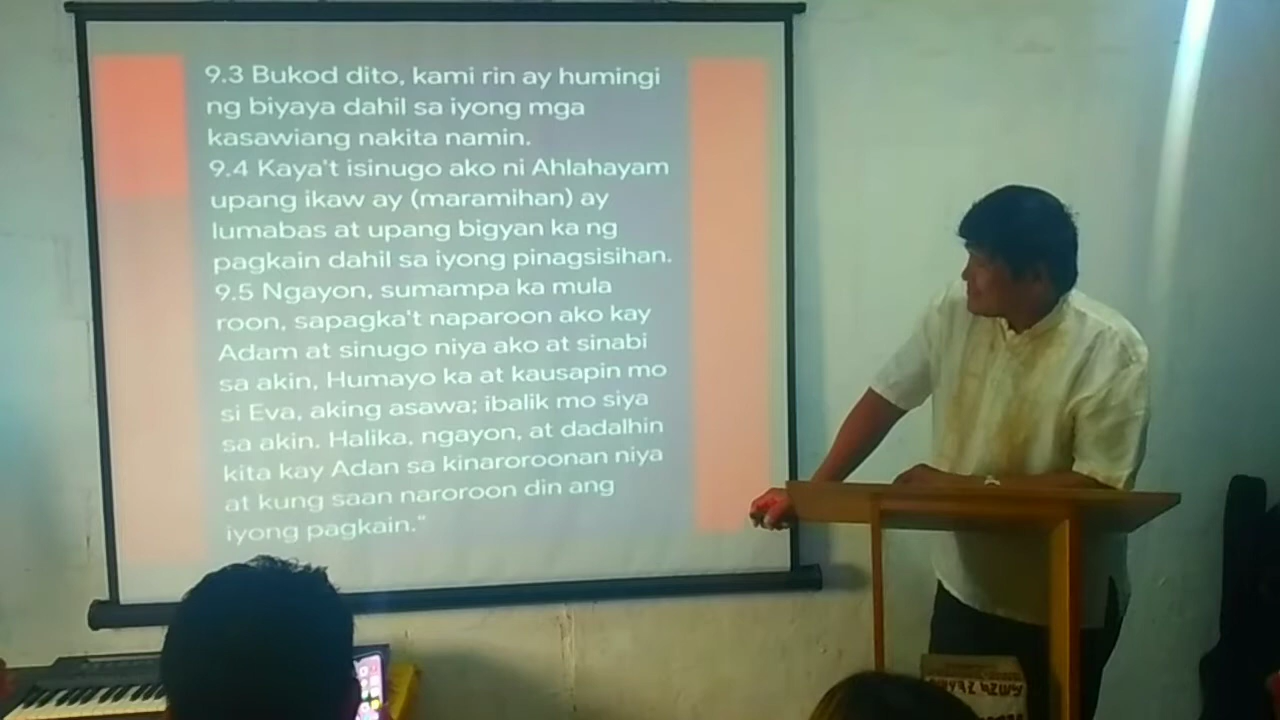 9.3 Bukod dito, kami rin ay humingi
ng biyaya dahil sa iyong mga
kasawiang nakita namin.
9.4 Kaya't isinugo ako ni Ahlahayam
upang ikaw ay (maramihan) ay
lumabas at upang bigyan ka ng
pagkain dahil sa iyong pinagsisihan.
9.5 Ngayon, sumampa ka mula
roon, sapagka't naparoon ako kay
Adam at sinugo niya ako at sinabi
sa akin, Humayo ka at kausapin mo
si Eva, aking asawa; ibalik mo siya
sa akin. Halika, ngayon, at dadalhin
kita kay Adan sa kinaroroonan niya
at kung saan naroroon din ang
iyong pagkain."